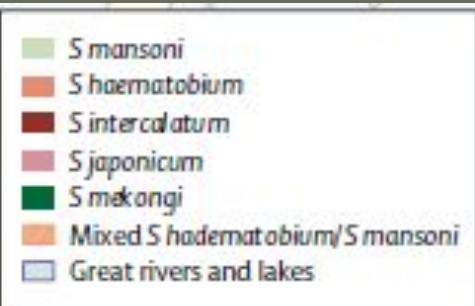 S mansoni
S haematobium
S intercalatum
S japonicum
S mekongi
Mixed S hadematobium/S mansoni
Great rivers and lakes